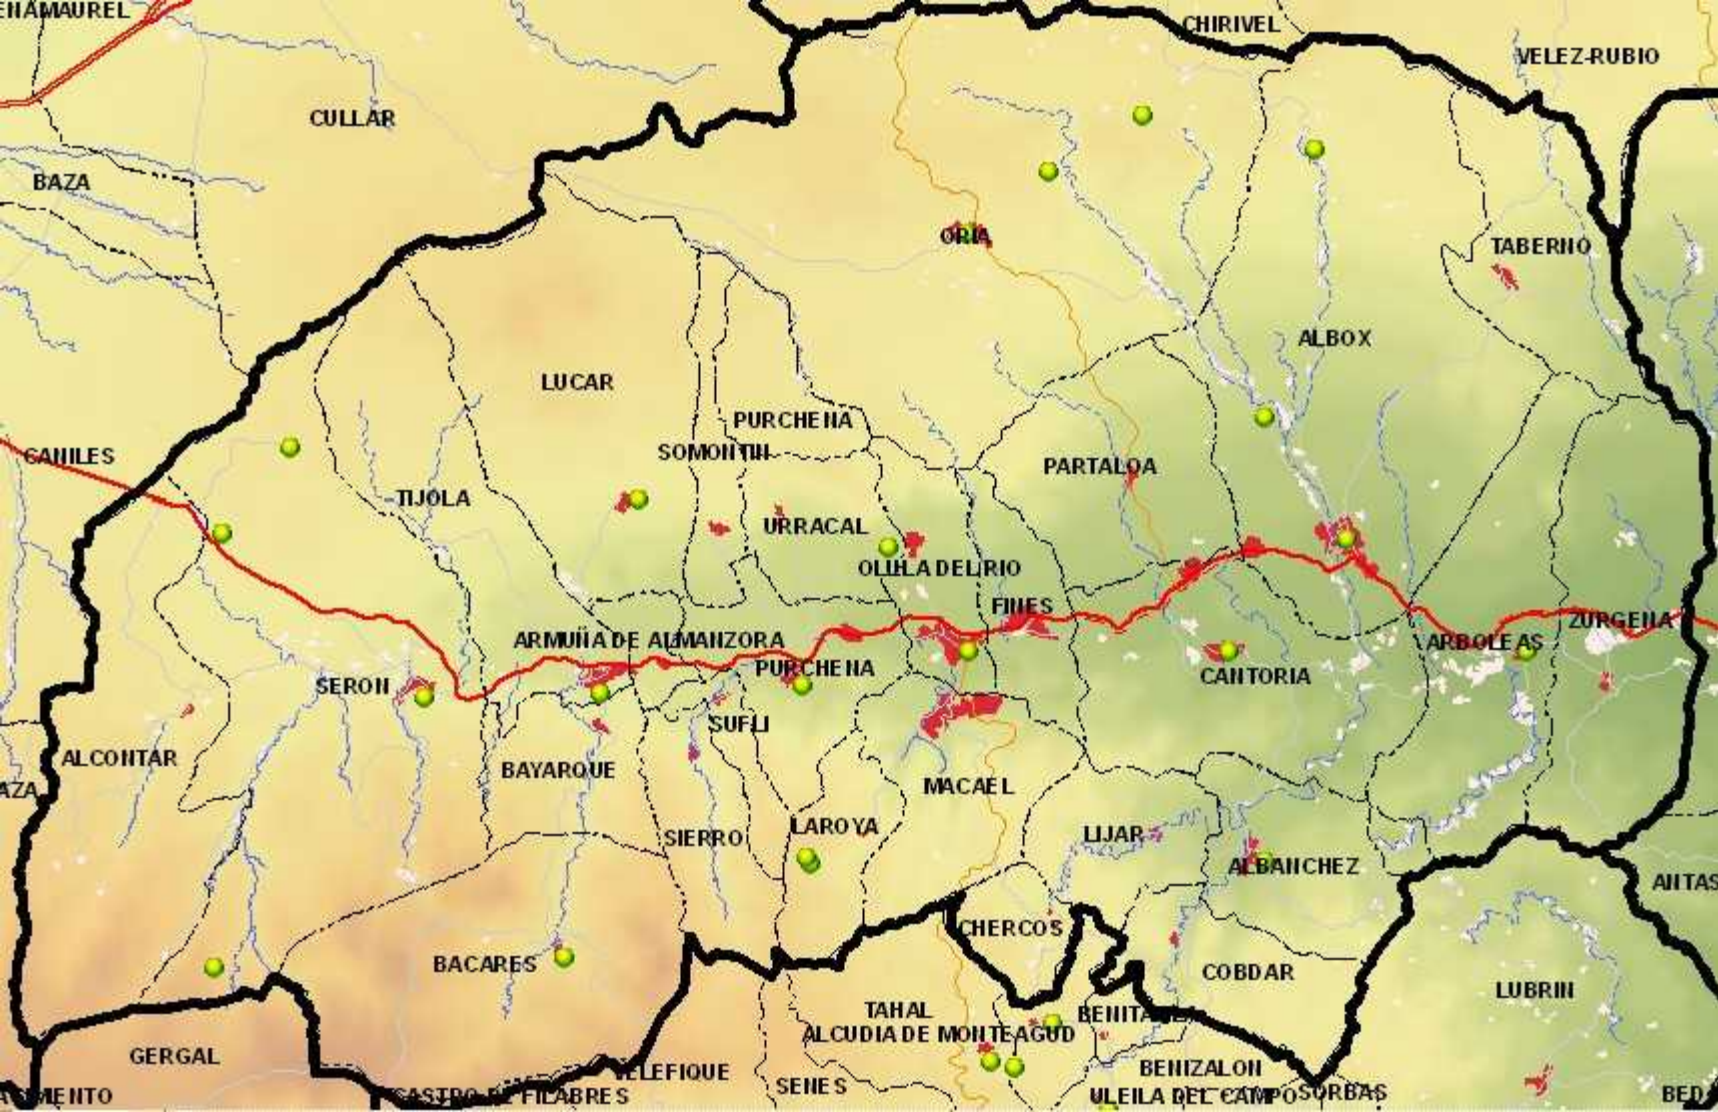 CHIRIVEL
VELEZ-RUBIO
CULLAR
BAZA
ORIA
TABERNO
ALBOX
LUCAR
PURCHENA
SOMONTIN
CANILES
PARTALOA
TIJOLA
URRACAL
OLULA DEL RIO
FINES
ZURGENA
ARMUÑA DE ALMANZORA
ARBOLEAS
PURCHENA
CANTORIA
SERON
SUFLI
ALCONTAR
BAYARQUE
MACAEL
AZA
LAROYA
LIJAR
SIERRO
ALBANCHEZ
ANTAS
CHERCOS
BACARES
COBDAR
LUBRIN
TAHAL
ALCUDIA DE MONTEAGUD
GERGAL
BENIZALON
SENES
ULEILA DEL CAMPO
SORBAS
BED